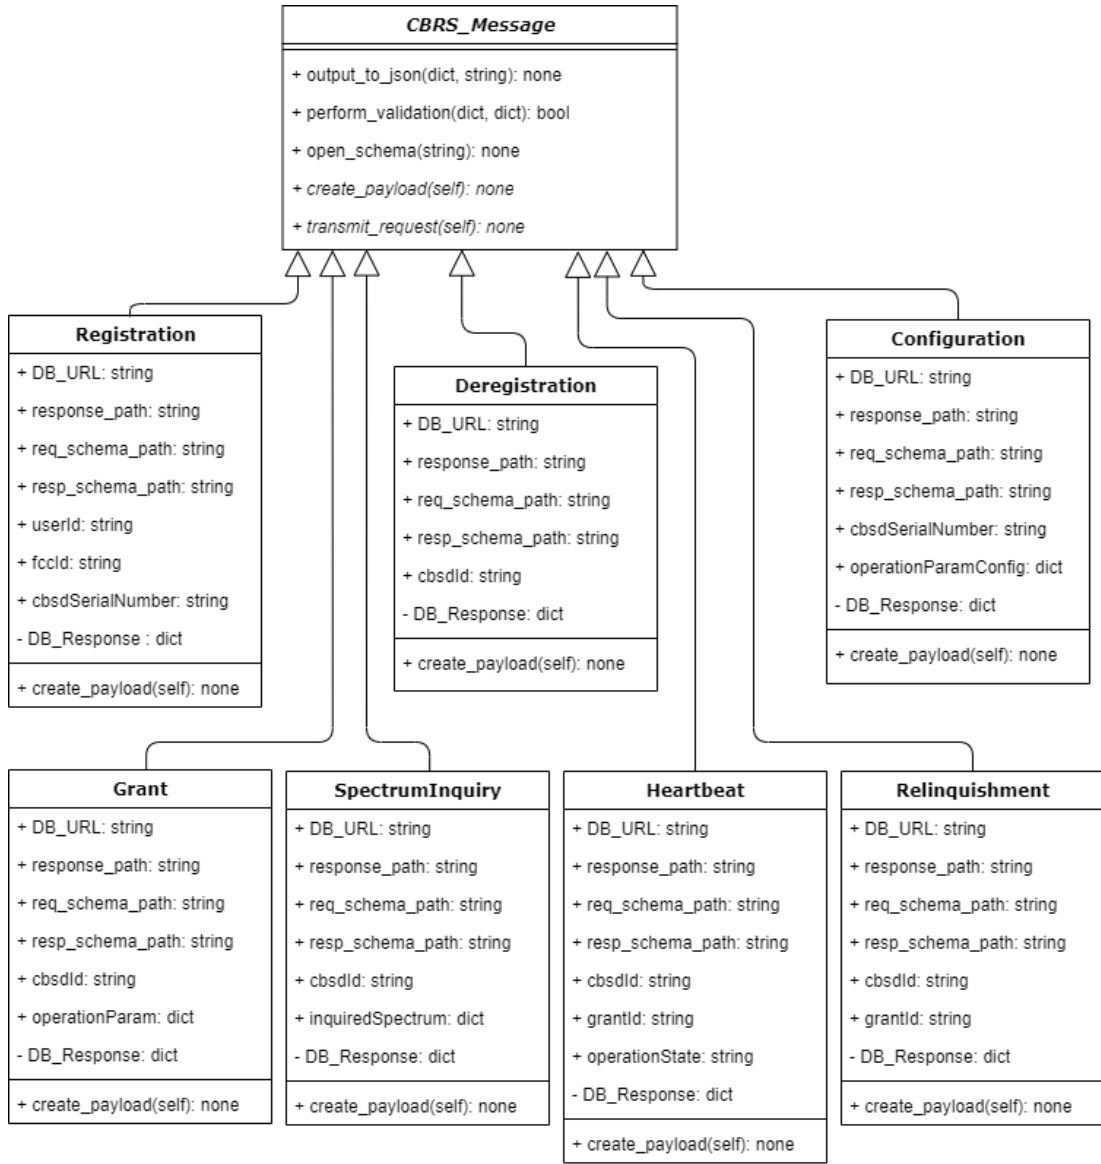 CBRS_Message
+ output_to_json(dict, string): none
+ perform_validation(dict, dict): bool
+ open_schema(string): none
+ create_payload(self): none
+ transmit_request(self): none
Registration
+ DB_URL: string
+ response_path: string
+ req_schema_path: string
+ resp_schema_path: string
+ userId: string
+ fccId: string
+ cbsdSerialNumber: string
- DB_Response : dict
+ create_payload(self): none
Deregistration
+ DB_URL: string
+ response_path: string
+ req_schema_path: string
+ resp_schema_path: string
+ cbsdId: string
- DB_Response: dict
+ create_payload(self): none
Configuration
+ DB_URL: string
+ response_path: string
+ req_schema_path: string
+ resp_schema_path: string
+ cbsdSerialNumber: string
+ operationParamConfig: dict
- DB_Response: dict
+ create_payload(self): none
Grant
+ DB_URL: string
+ response_path: string
+ req_schema_path: string
+ resp_schema_path: string
+ cbsdId: string
+ operationParam: dict
- DB_Response: dict
+ create_payload(self): none
SpectrumInquiry
+ DB_URL: string
+ response_path: string
+ req_schema_path: string
+ resp_schema_path: string
+ cbsdId: string
+ inquiredSpectrum: dict
- DB_Response: dict
+ create_payload(self): none
Heartbeat
+ DB_URL: string
+ response_path: string
+ req_schema_path: string
+ resp_schema_path: string
+ cbsdId: string
+ grantId: string
+ operationState: string
- DB_Response: dict
+ create_payload(self): none
Relinquishment
+ DB_URL: string
+ response_path: string
+ req_schema_path: string
+ resp_schema_path: string
+ cbsdId: string
+ grantId: string
- DB_Response: dict
+ create_payload(self): none